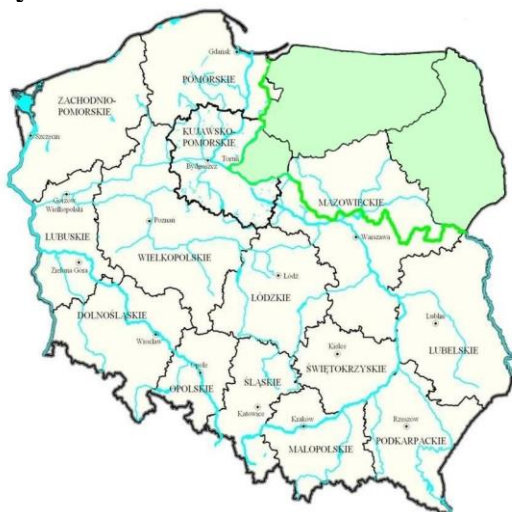 Gdańsk
POMORSKIE
ZACHODNIO-
POMORSKIE
Szczecin
KUJAWSKO-
POMORSKIE
Toruń
Bydgoszcz
Gorzów
Wielkopolski
MAZOWIECKIE
Poznań
LUBUSKIE
Warszawa
WIELKOPOLSKIE
Zielona Góra
Łódź
ŁÓDZKIE
DOLNOŚLĄSKIE
Lublin
Wrocław
Kielce
LUBELSKIE
Opole
ŚWIĘTOKRZYSKIE
ŚLĄSKIE
OPOLSKIE
Katowice
Kraków
Rzeszów
PODKARPACKIE
MAŁOPOLSKIE